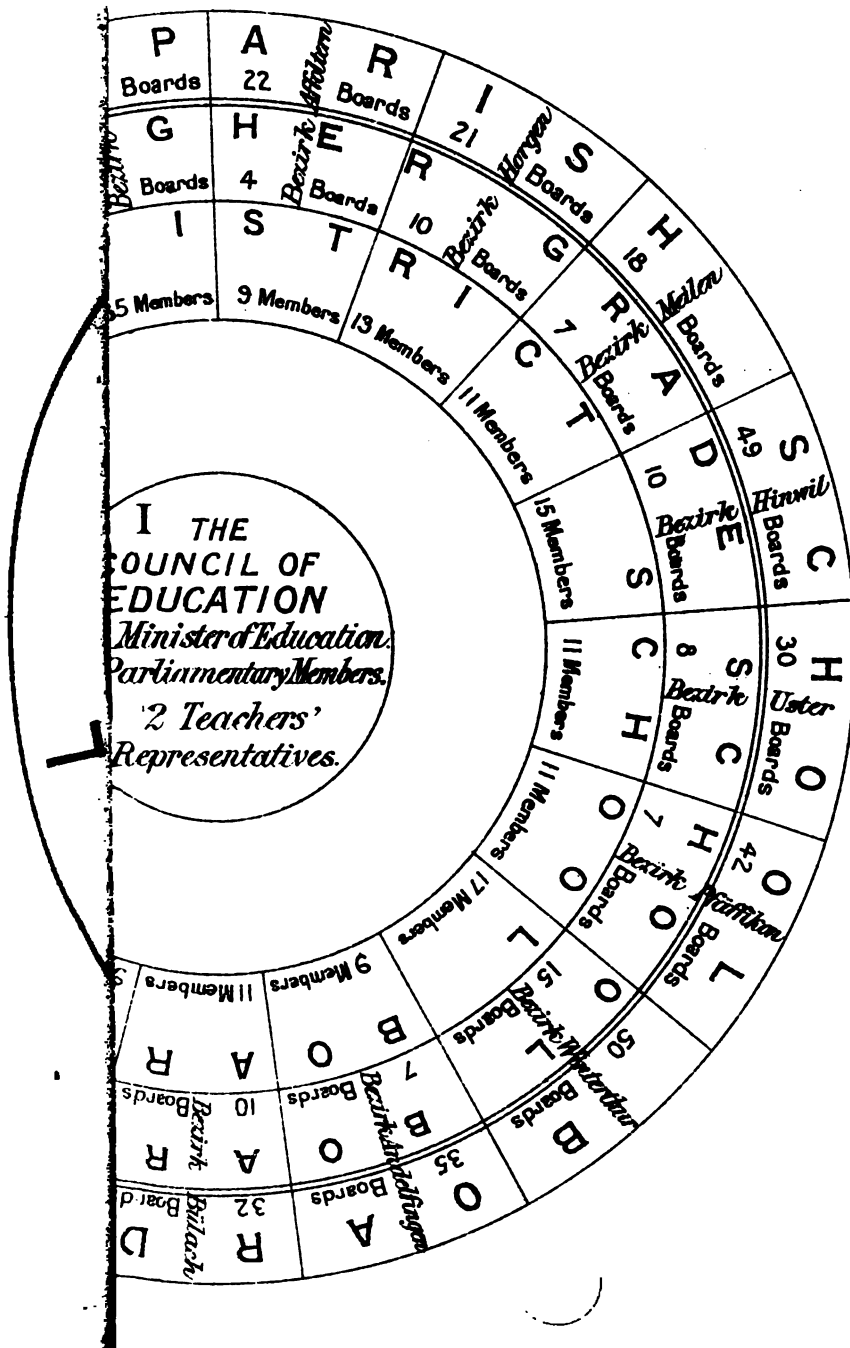 P A R I S H S C H O O L B O A R D
Boards
22 Boards
Affoltern
21 Boards
Horgen
18 Boards
Meilen
49 Boards
Hinwil
30 Boards
Uster
42 Boards
Pfäffikon
50 Boards
Winterthur
35 Boards
Andelfingen
32 Board
Bülach
G H E R G R A D E S C H O O L B O A R
Bezirk
Boards
4 Boards
Bezirk
10 Boards
Bezirk
7 Boards
Bezirk
10 Boards
Bezirk
8 Boards
Bezirk
7 Boards
Bezirk
15 Boards
Bezirk
7 Boards
Bezirk
10 Boards
Bezirk
I S T R I C T S C H O O L B O A R
5 Members
9 Members
13 Members
11 Members
15 Members
11 Members
11 Members
17 Members
9 Members
11 Members
I THE
OUNCIL OF
EDUCATION
Minister of Education.
Parliamentary Members.
2 Teachers'
Representatives.
L